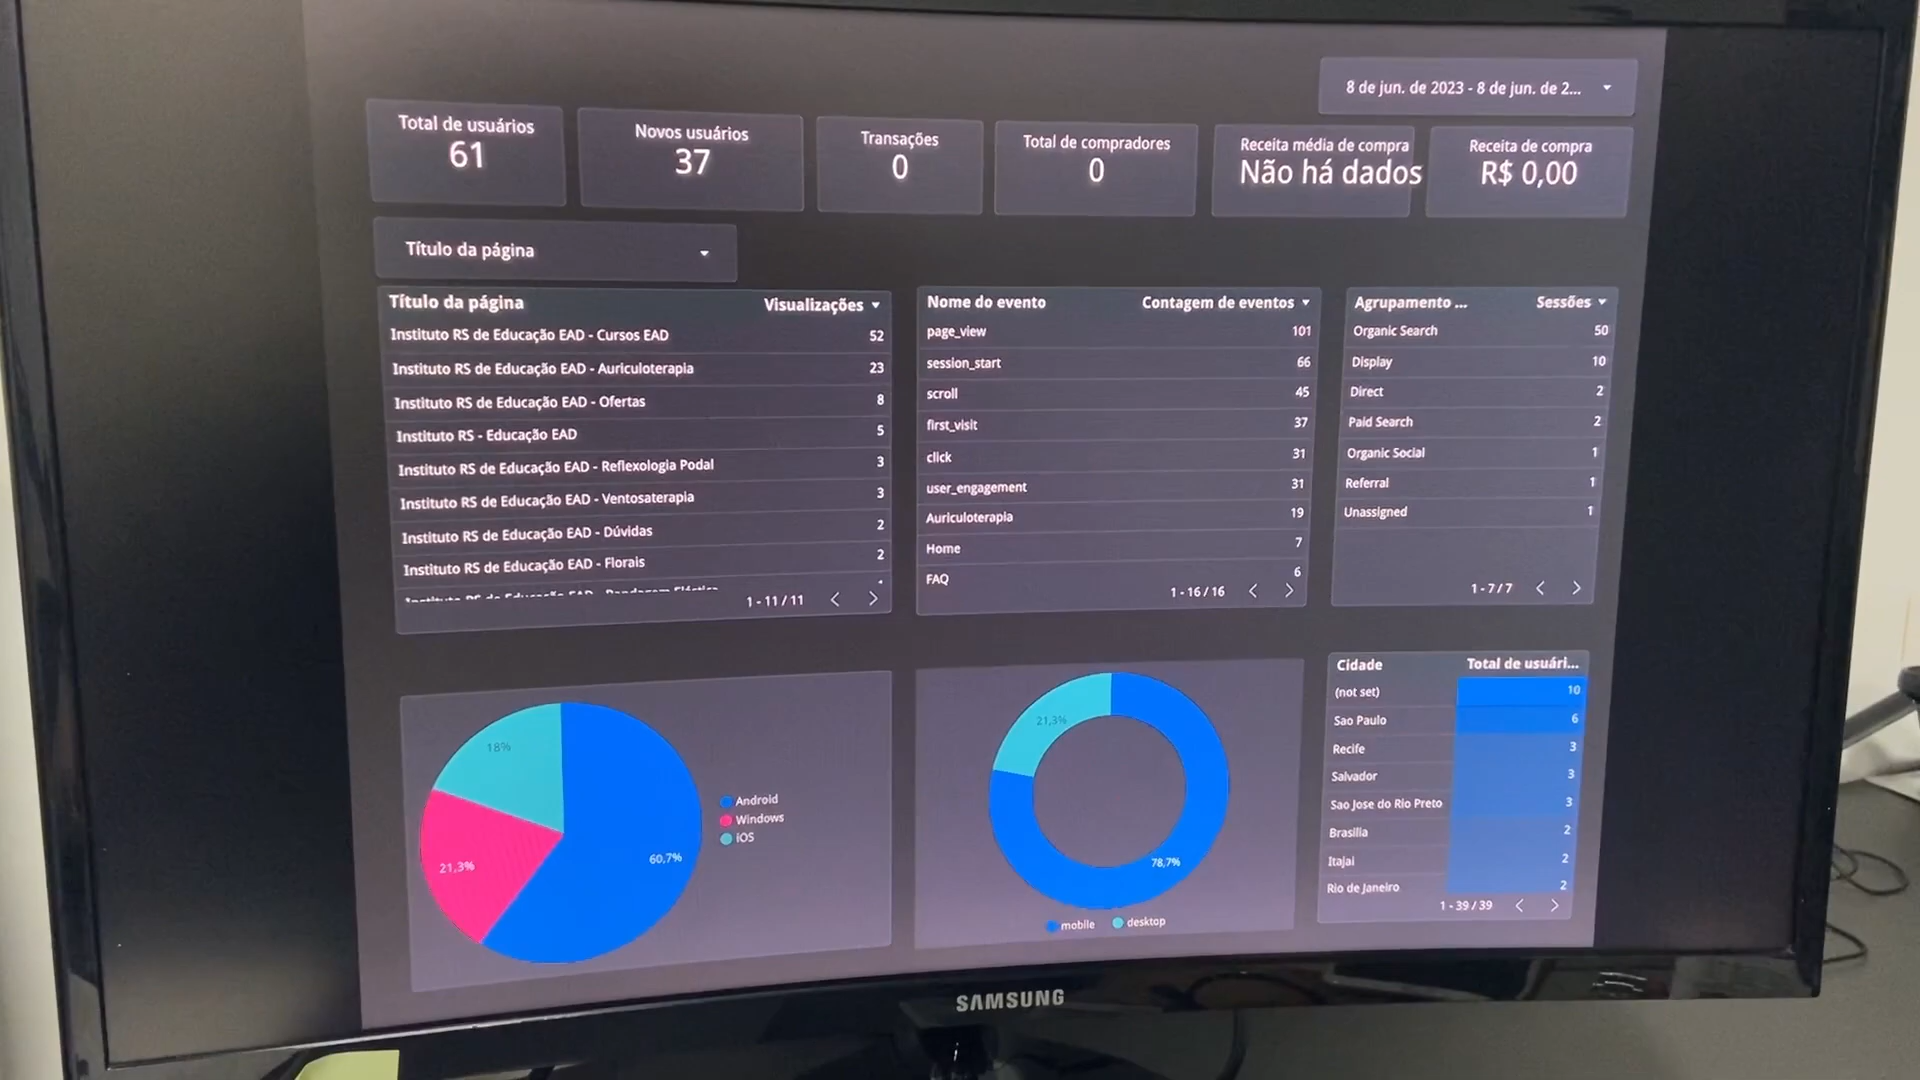 8 de jun. de 2023 - 8 de jun. de 2...
Total de usuários
61
Novos usuários
37
Transações
0
Total de compradores
0
Receita média de compra
Não há dados
Receita de compra
R$ 0,00
Título da página
Título da página Visualizações
Instituto RS de Educação EAD - Cursos EAD 52
Instituto RS de Educação EAD - Auriculoterapia 23
Instituto RS de Educação EAD - Ofertas 8
Instituto RS - Educação EAD 5
Instituto RS de Educação EAD - Reflexologia Podal 3
Instituto RS de Educação EAD - Ventosaterapia 3
Instituto RS de Educação EAD - Dúvidas 2
Instituto RS de Educação EAD - Florais 2
1 - 11 / 11
Nome do evento Contagem de eventos
page_view 101
session_start 66
scroll 45
first_visit 37
click 31
user_engagement 31
Auriculoterapia 19
Home 7
FAQ 6
1 - 16 / 16
Agrupamento ... Sessões
Organic Search 50
Display 10
Direct 2
Paid Search 2
Organic Social 1
Referral 1
Unassigned 1
1 - 7 / 7
18%
21,3%
60,7%
Android
Windows
iOS
21,3%
78,7%
mobile desktop
Cidade Total de usuári...
(not set) 10
Sao Paulo 6
Recife 3
Salvador 3
Sao Jose do Rio Preto 3
Brasilia 2
Itajai 2
Rio de Janeiro 2
1 - 39 / 39
SAMSUNG